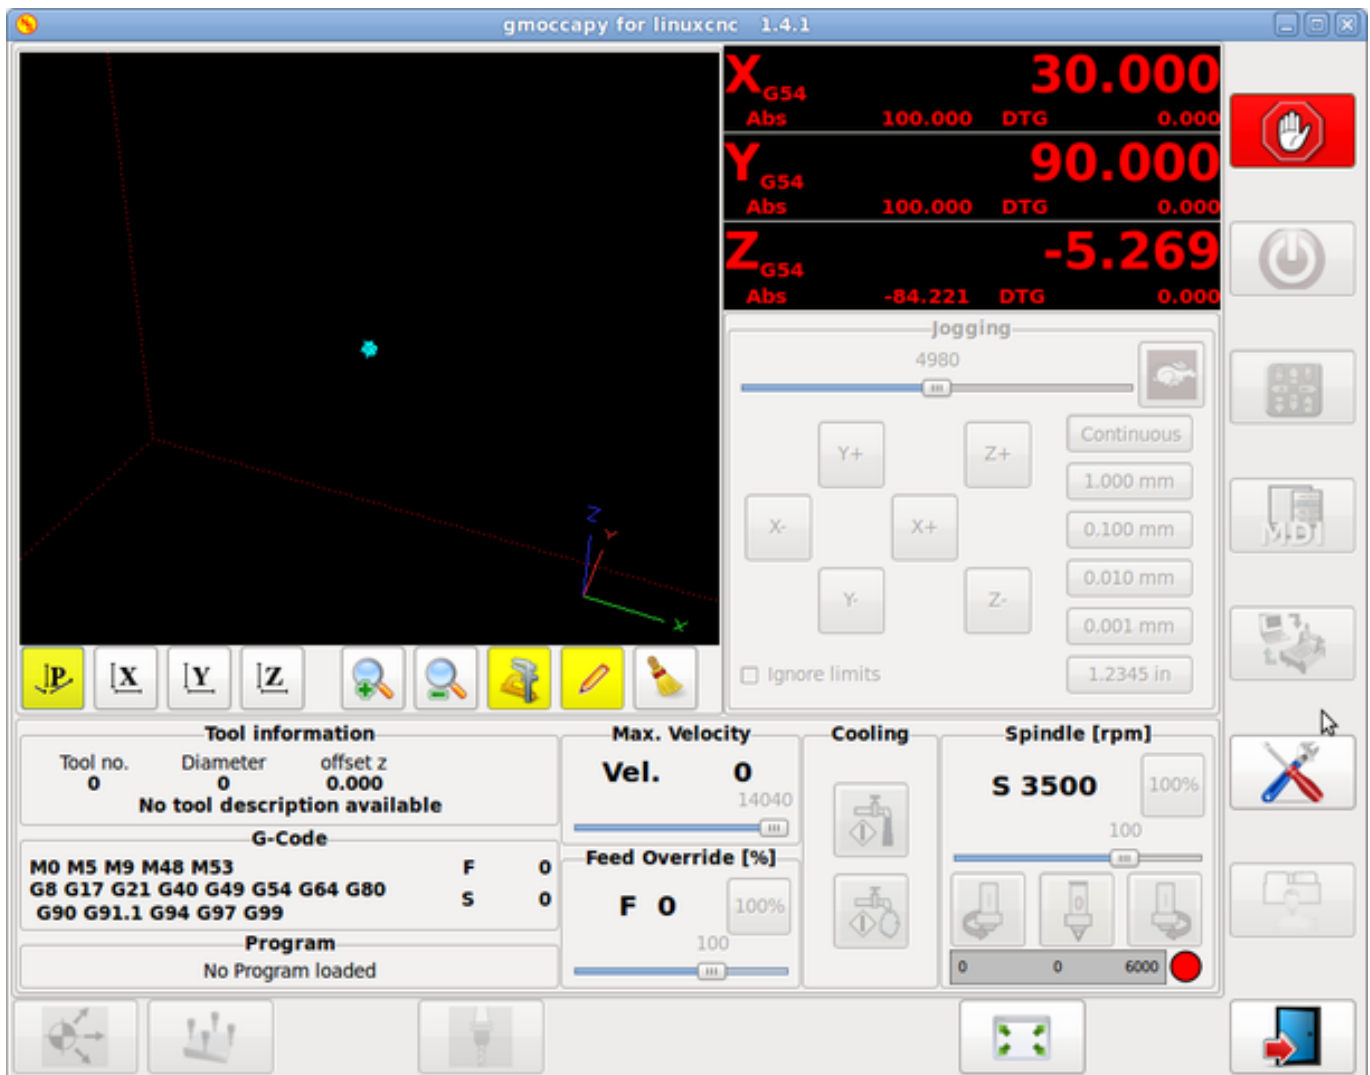 gmoccapy for linuxcnc 1.4.1
X G54 30.000
Abs 100.000 DTG 0.000
Y G54 90.000
Abs 100.000 DTG 0.000
Z G54 -5.269
Abs -84.221 DTG 0.000
Z
Y
X
Jogging
4980
Y+ Z+
X- X+
Y- Z-
Continuous
1.000 mm
0.100 mm
0.010 mm
0.001 mm
1.2345 in
Ignore limits
MDI
P X Y Z
Tool information
Tool no. Diameter offset z
0 0 0.000
No tool description available
G-Code
M0 M5 M9 M48 M53 F 0
G8 G17 G21 G40 G49 G54 G64 G80 S 0
G90 G91.1 G94 G97 G99
Program
No Program loaded
Max. Velocity
Vel. 0
14040
Feed Override [%]
F 0 100%
100
Cooling
Spindle [rpm]
S 3500 100%
100
0
0 0 6000